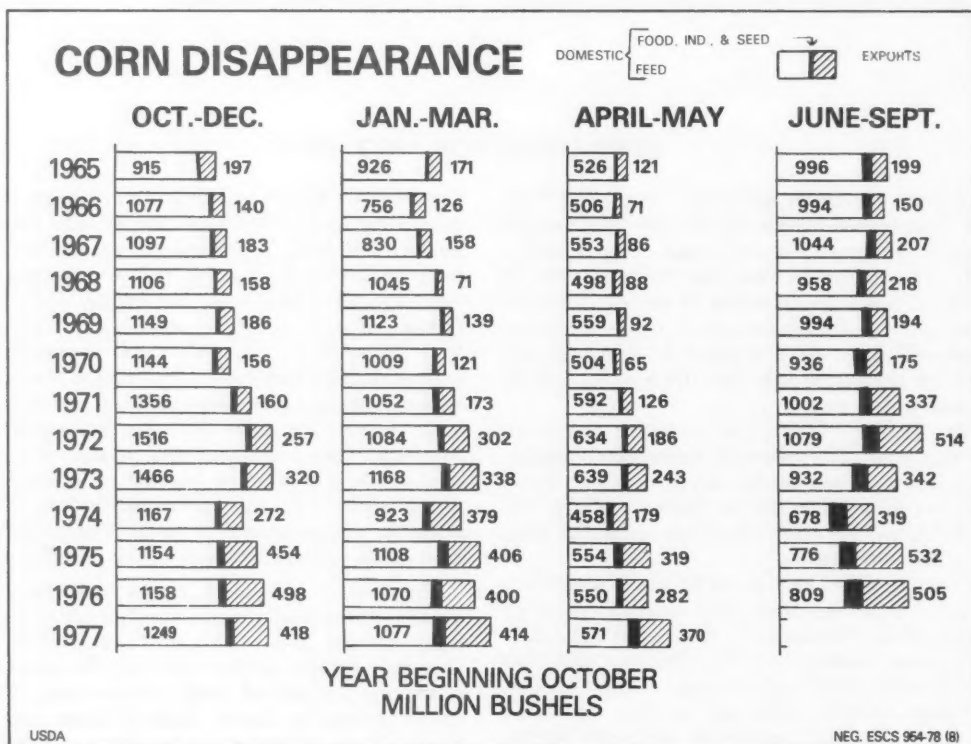 CORN DISAPPEARANCE
DOMESTIC { FOOD, IND., & SEED
FEED
EXPORTS
OCT.-DEC. JAN.-MAR. APRIL-MAY JUNE-SEPT.
1965 915 197 926 171 526 121 996 199
1966 1077 140 756 126 506 71 994 150
1967 1097 183 830 158 553 86 1044 207
1968 1106 158 1045 71 498 88 958 218
1969 1149 186 1123 139 559 92 994 194
1970 1144 156 1009 121 504 65 936 175
1971 1356 160 1052 173 592 126 1002 337
1972 1516 257 1084 302 634 186 1079 514
1973 1466 320 1168 338 639 243 932 342
1974 1167 272 923 379 458 179 678 319
1975 1154 454 1108 406 554 319 776 532
1976 1158 498 1070 400 550 282 809 505
1977 1249 418 1077 414 571 370
YEAR BEGINNING OCTOBER
MILLION BUSHELS
USDA NEG. ESCS 954-78 (8)